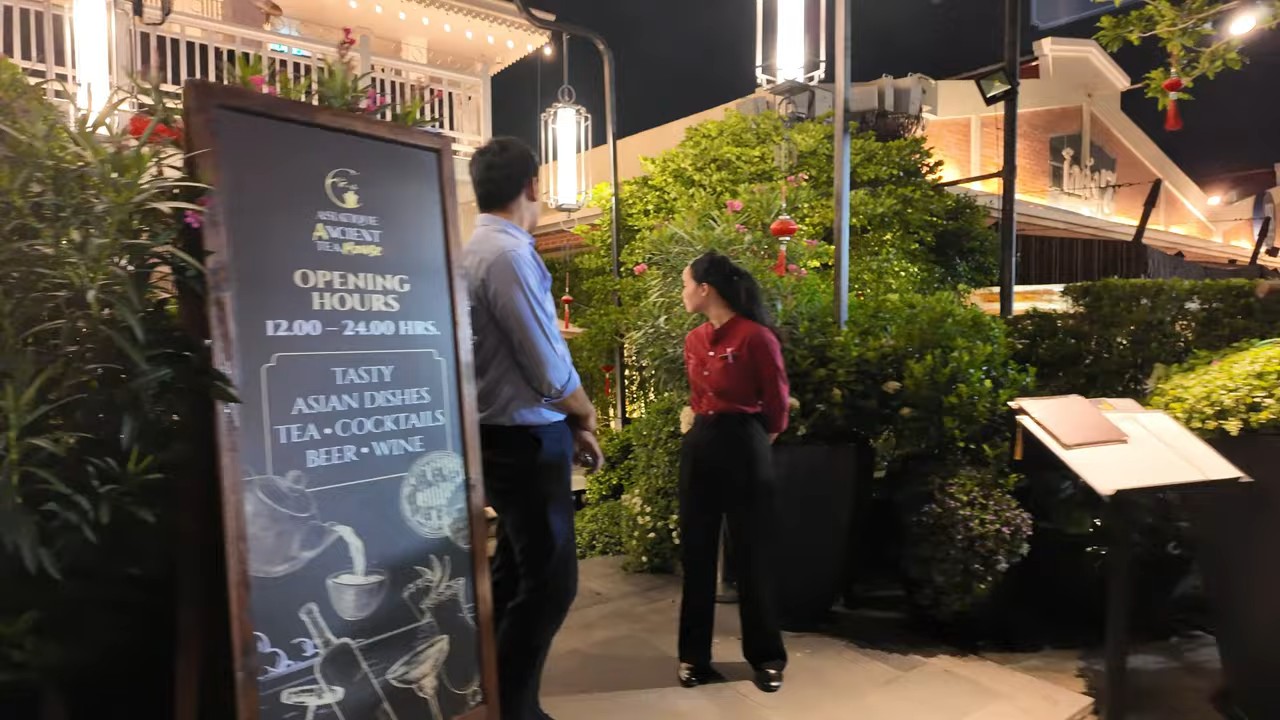 ASIATIQUE
ANCIENT
TEA House
OPENING
HOURS
12.00 – 24.00 HRS.
TASTY
ASIAN DISHES
TEA • COCKTAILS
BEER • WINE